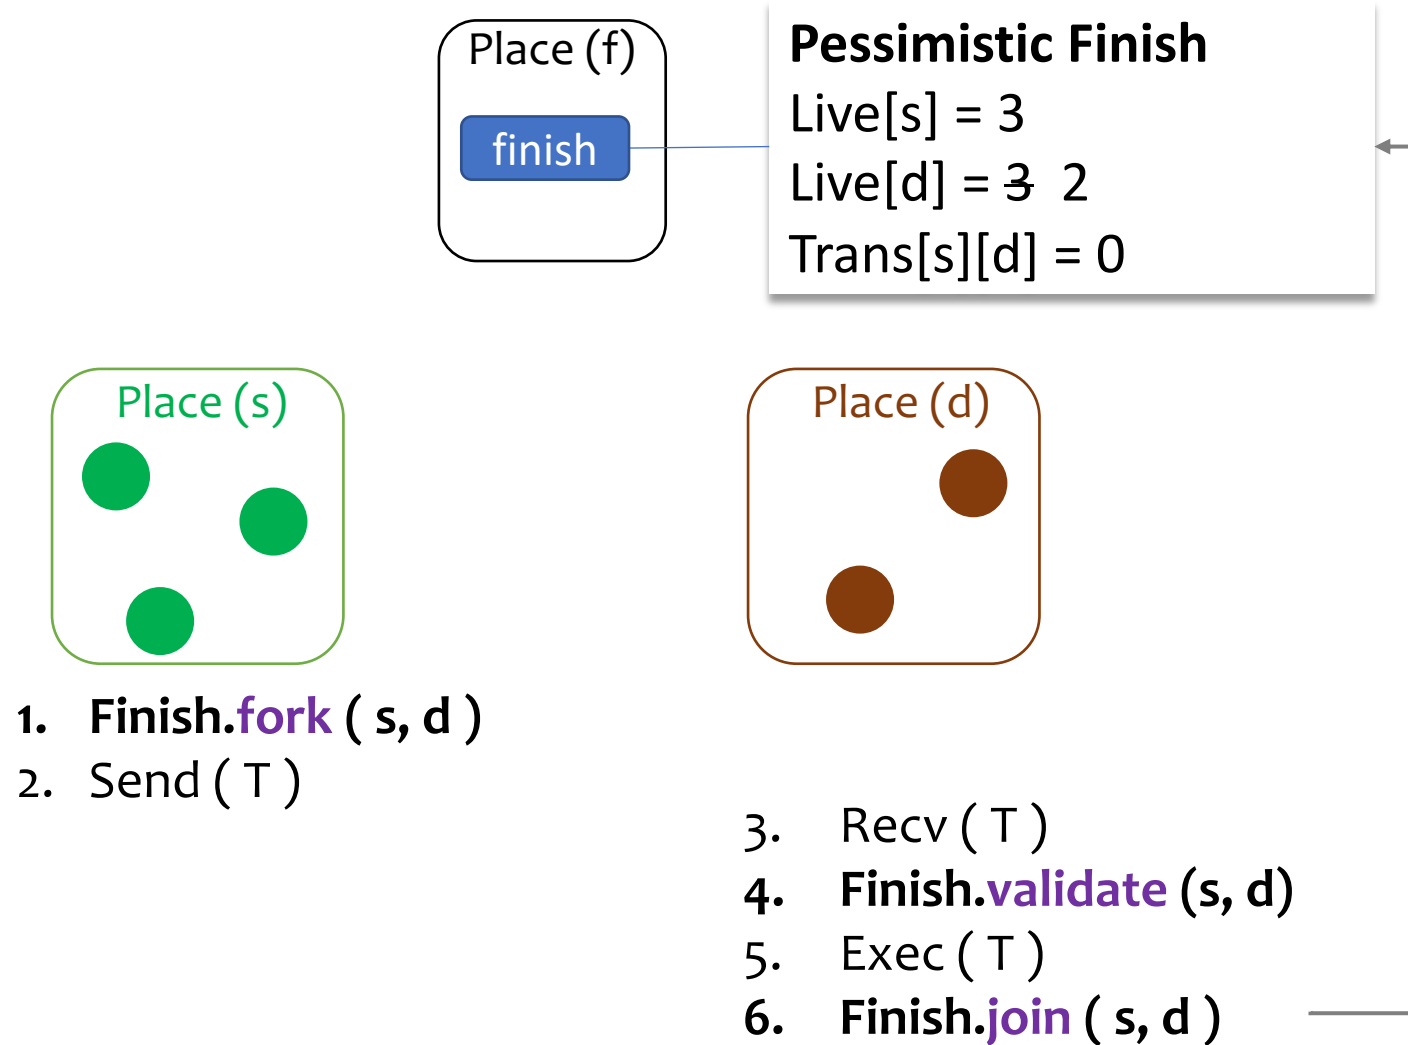 Place (f)
finish
Pessimistic Finish
Live[s] = 3
Live[d] = 3 2
Trans[s][d] = 0
Place (s)
Place (d)
1. Finish.fork ( s, d )
2. Send ( T )
3. Recv ( T )
4. Finish.validate (s, d)
5. Exec ( T )
6. Finish.join ( s, d )